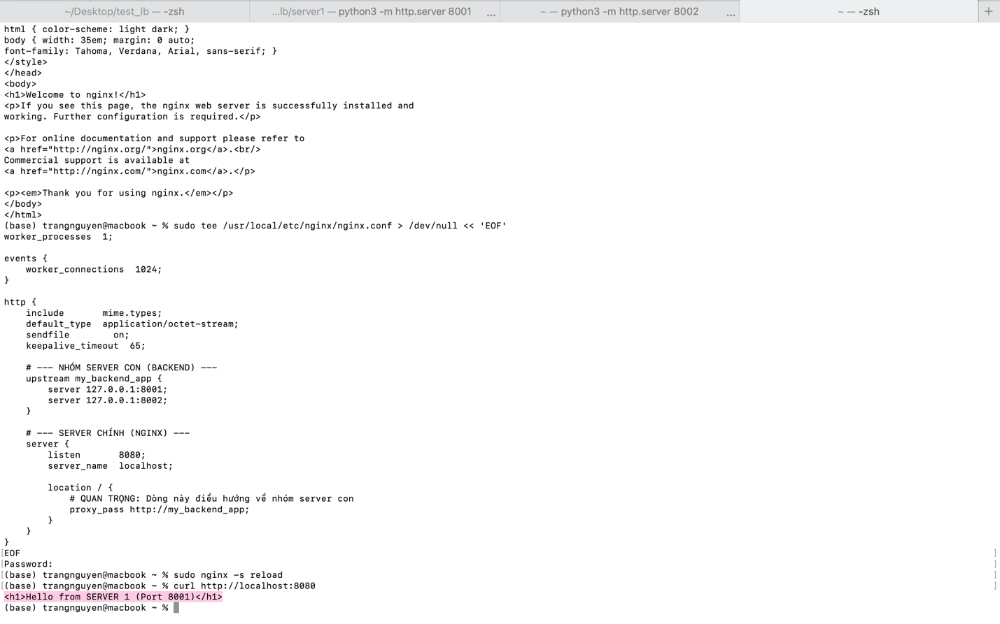 ~/Desktop/test_lb — -zsh
...lb/server1 — python3 -m http.server 8001 ...
~ — python3 -m http.server 8002 ...
~ — -zsh
+
html { color-scheme: light dark; }
body { width: 35em; margin: 0 auto;
font-family: Tahoma, Verdana, Arial, sans-serif; }
</style>
</head>
<body>
<h1>Welcome to nginx!</h1>
<p>If you see this page, the nginx web server is successfully installed and
working. Further configuration is required.</p>

<p>For online documentation and support please refer to
<a href="http://nginx.org/">nginx.org</a>.<br/>
Commercial support is available at
<a href="http://nginx.com/">nginx.com</a>.</p>

<p><em>Thank you for using nginx.</em></p>
</body>
</html>
(base) trangnguyen@macbook ~ % sudo tee /usr/local/etc/nginx/nginx.conf > /dev/null << 'EOF'
worker_processes  1;

events {
    worker_connections  1024;
}

http {
    include       mime.types;
    default_type  application/octet-stream;
    sendfile        on;
    keepalive_timeout  65;

    # --- NHÓM SERVER CON (BACKEND) ---
    upstream my_backend_app {
        server 127.0.0.1:8001;
        server 127.0.0.1:8002;
    }

    # --- SERVER CHÍNH (NGINX) ---
    server {
        listen       8080;
        server_name  localhost;

        location / {
            # QUAN TRỌNG: Dòng này điều hướng về nhóm server con
            proxy_pass http://my_backend_app;
        }
    }
}
[EOF ]
[Password: ]
[(base) trangnguyen@macbook ~ % sudo nginx -s reload ]
[(base) trangnguyen@macbook ~ % curl http://localhost:8080 ]
<h1>Hello from SERVER 1 (Port 8001)</h1>
(base) trangnguyen@macbook ~ %